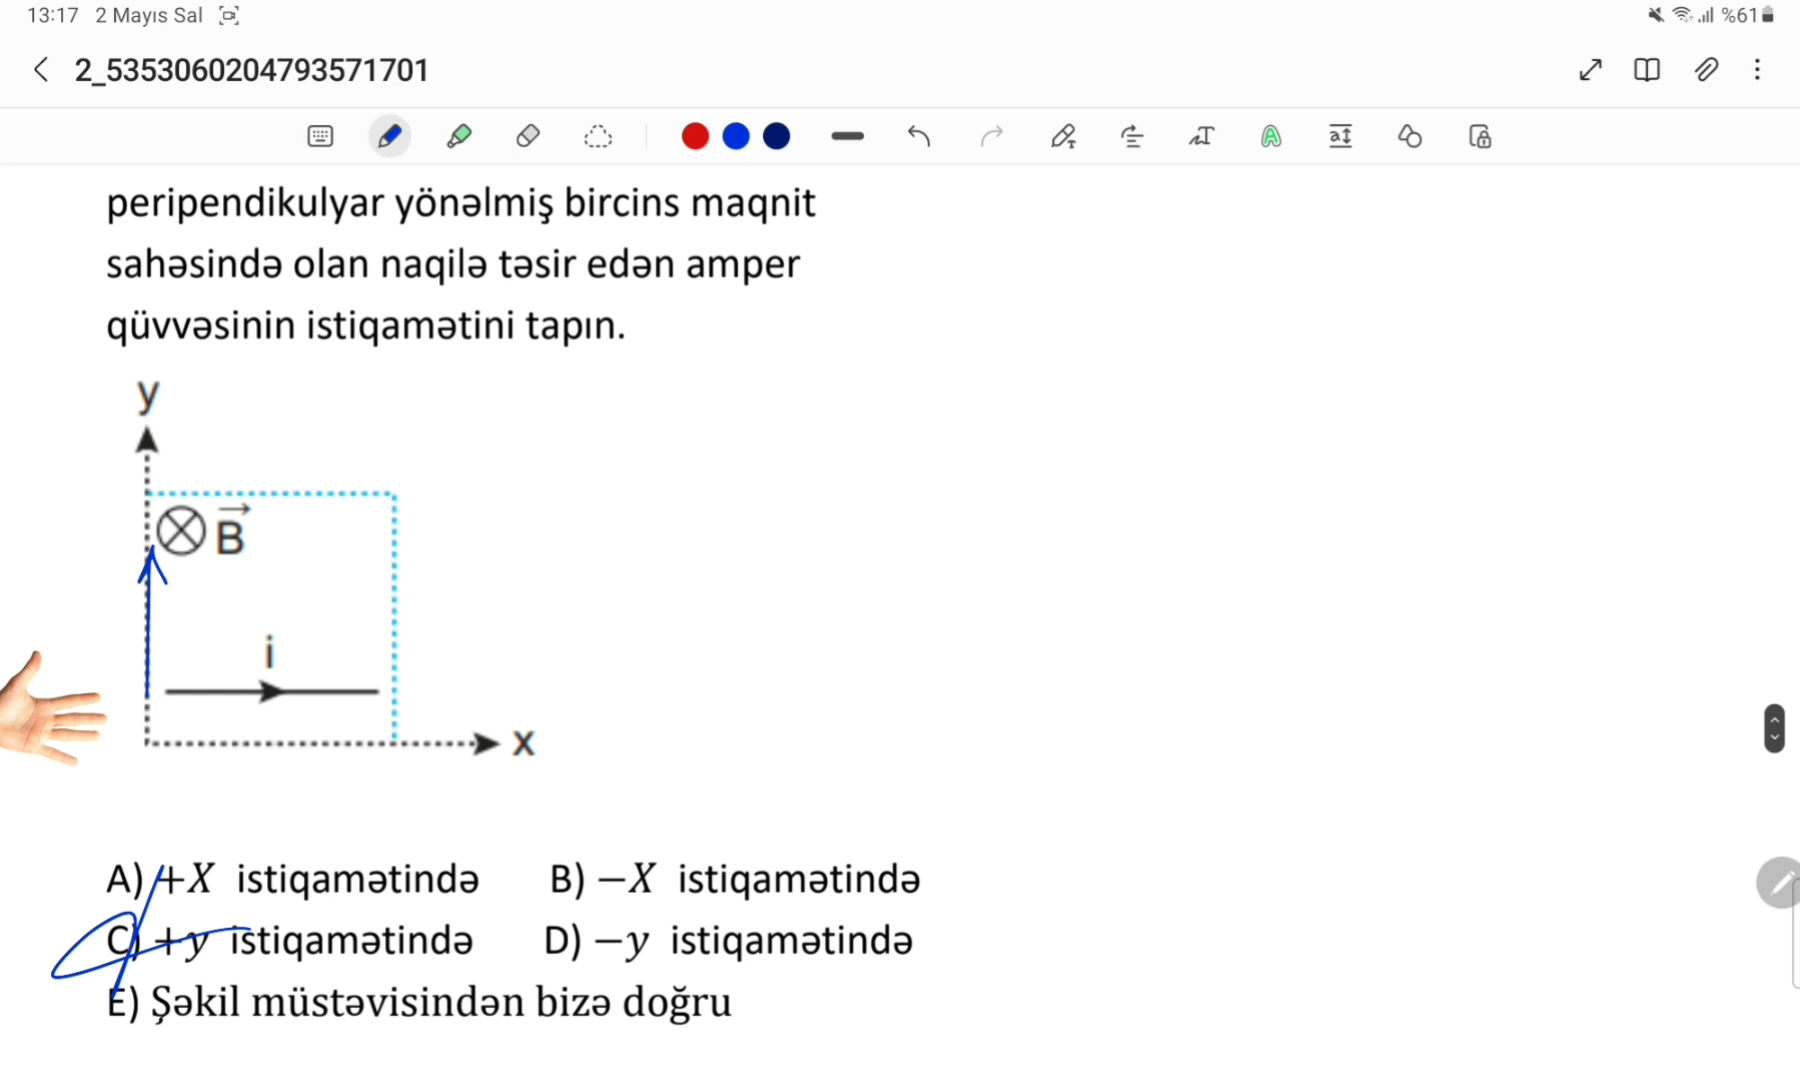 13:17 2 Mayıs Sal %61
2_5353060204793571701
peripendikulyar yönəlmiş bircins maqnit
sahəsində olan naqilə təsir edən amper
qüvvəsinin istiqamətini tapın.
y
B
i
x
A) +X istiqamətində B) −X istiqamətində
C) +y istiqamətində D) −y istiqamətində
E) Şəkil müstəvisindən bizə doğru